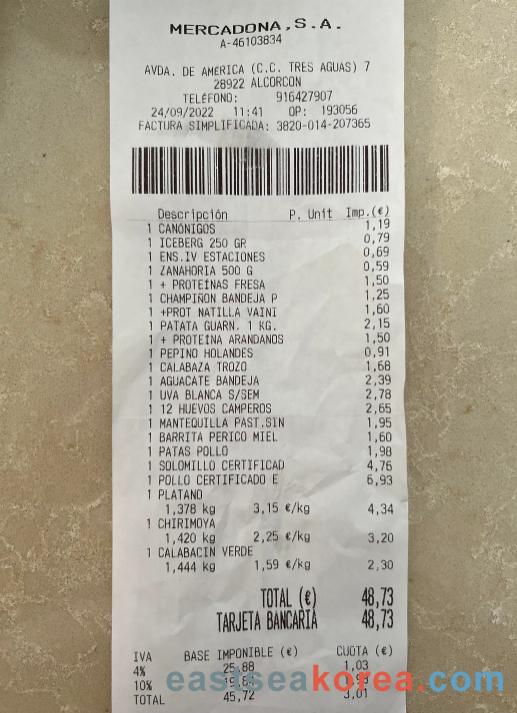 MERCADONA,S.A.
A-46103834
AVDA. DE AMÉRICA (C.C. TRES AGUAS) 7
28922 ALCORCON
TELÉFONO: 916427907
24/09/2022 11:41 OP: 193056
FACTURA SIMPLIFICADA: 3820-014-207365
Descripción P. Unit Imp.(€)
1 CANÓNIGOS 1,19
1 ICEBERG 250 GR 0,79
1 ENS.IV ESTACIONES 0,69
1 ZANAHORIA 500 G 0,59
1 + PROTEÍNAS FRESA 1,50
1 CHAMPIÑON BANDEJA P 1,25
1 +PROT NATILLA VAINI 1,60
1 PATATA GUARN. 1 KG. 2,15
1 + PROTEÍNA ARANDANOS 1,50
1 PEPINO HOLANDES 0,91
1 CALABAZA TROZO 1,68
1 AGUACATE BANDEJA 2,39
1 UVA BLANCA S/SEM 2,78
1 12 HUEVOS CAMPEROS 2,65
1 MANTEQUILLA PAST.SIN 1,95
1 BARRITA PERICO MIEL 1,60
1 PATAS POLLO 1,98
1 SOLOMILLO CERTIFICAD 4,76
1 POLLO CERTIFICADO E 6,93
1 PLATANO
1,378 kg 3,15 €/kg 4,34
1 CHIRIMOYA
1,420 kg 2,25 €/kg 3,20
1 CALABACIN VERDE
1,444 kg 1,59 €/kg 2,30
TOTAL (€) 48,73
TARJETA BANCARIA 48,73
IVA BASE IMPONIBLE (€) CUOTA (€)
4% 25,88 1,03
10%
TOTAL 45,72 3,01
eastseakorea.com